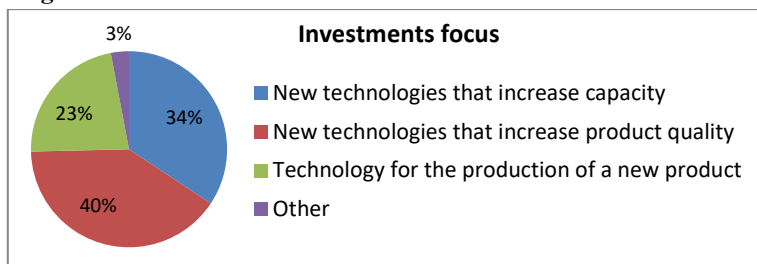 3%
Investments focus
34%
23%
40%
New technologies that increase capacity
New technologies that increase product quality
Technology for the production of a new product
Other